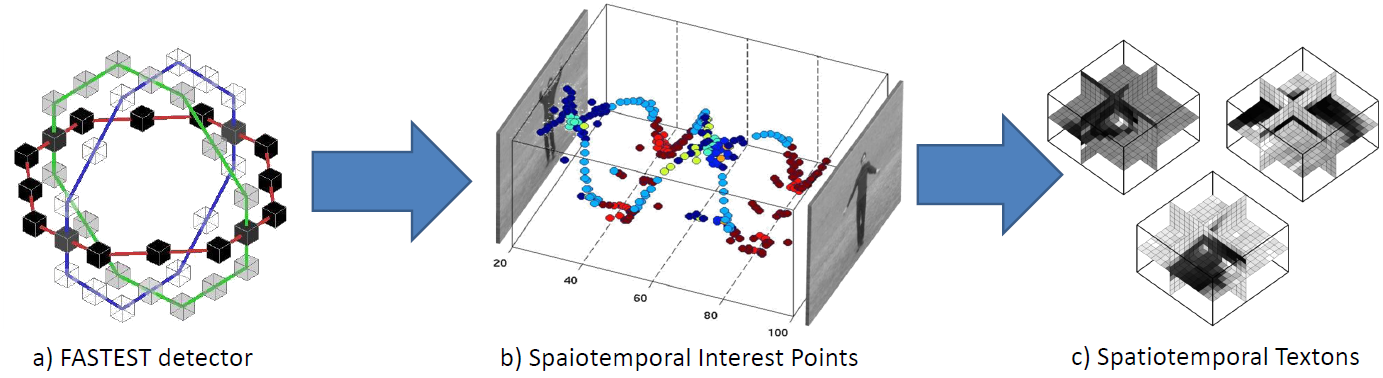 20
40
60
80
100
a) FASTEST detector
b) Spaiotemporal Interest Points
c) Spatiotemporal Textons